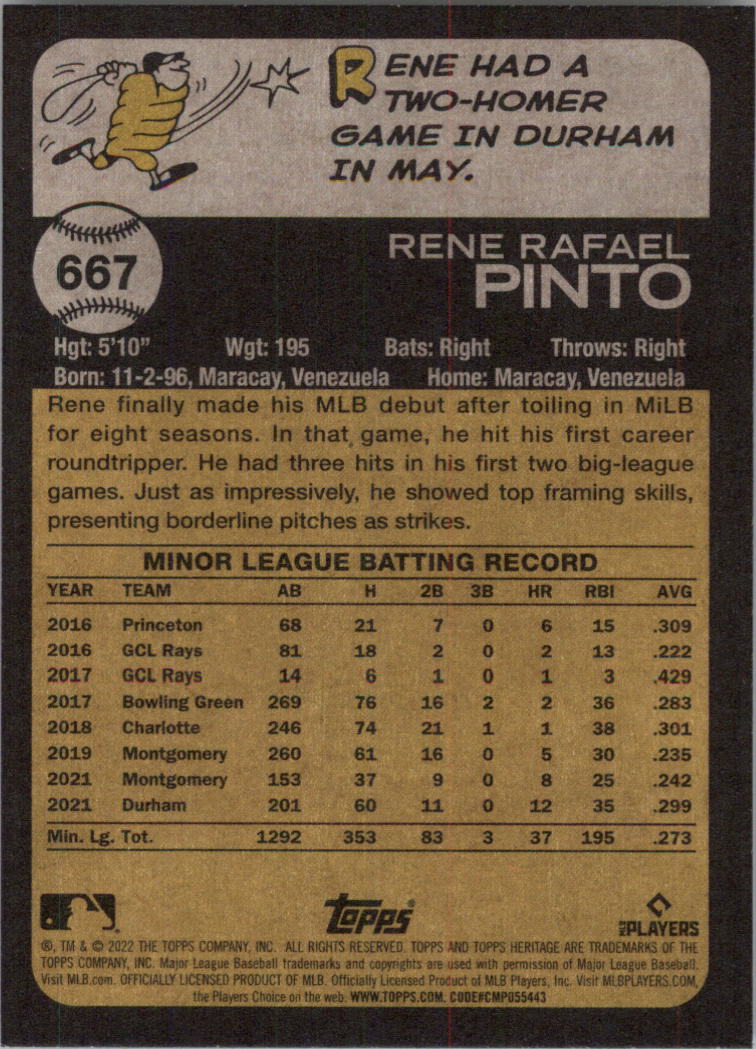 RENE HAD A
TWO-HOMER
GAME IN DURHAM
IN MAY.
667
RENE RAFAEL
PINTO
Hgt: 5'10" Wgt: 195 Bats: Right Throws: Right
Born: 11-2-96, Maracay, Venezuela Home: Maracay, Venezuela
Rene finally made his MLB debut after toiling in MiLB
for eight seasons. In that game, he hit his first career
roundtripper. He had three hits in his first two big-league
games. Just as impressively, he showed top framing skills,
presenting borderline pitches as strikes.
MINOR LEAGUE BATTING RECORD
YEAR TEAM AB H 2B 3B HR RBI AVG
2016 Princeton 68 21 7 0 6 15 .309
2016 GCL Rays 81 18 2 0 2 13 .222
2017 GCL Rays 14 6 1 0 1 3 .429
2017 Bowling Green 269 76 16 2 2 36 .283
2018 Charlotte 246 74 21 1 1 38 .301
2019 Montgomery 260 61 16 0 5 30 .235
2021 Montgomery 153 37 9 0 8 25 .242
2021 Durham 201 60 11 0 12 35 .299
Min. Lg. Tot. 1292 353 83 3 37 195 .273
Topps®
MLB PLAYERS
®, TM & © 2022 THE TOPPS COMPANY, INC. ALL RIGHTS RESERVED. TOPPS AND TOPPS HERITAGE ARE TRADEMARKS OF THE
TOPPS COMPANY, INC. Major League Baseball trademarks and copyrights are used with permission of Major League Baseball.
Visit MLB.com. OFFICIALLY LICENSED PRODUCT OF MLB. Officially Licensed Product of MLB Players, Inc. Visit MLBPLAYERS.COM,
the Players Choice on the web. WWW.TOPPS.COM. CODE#CMP055443